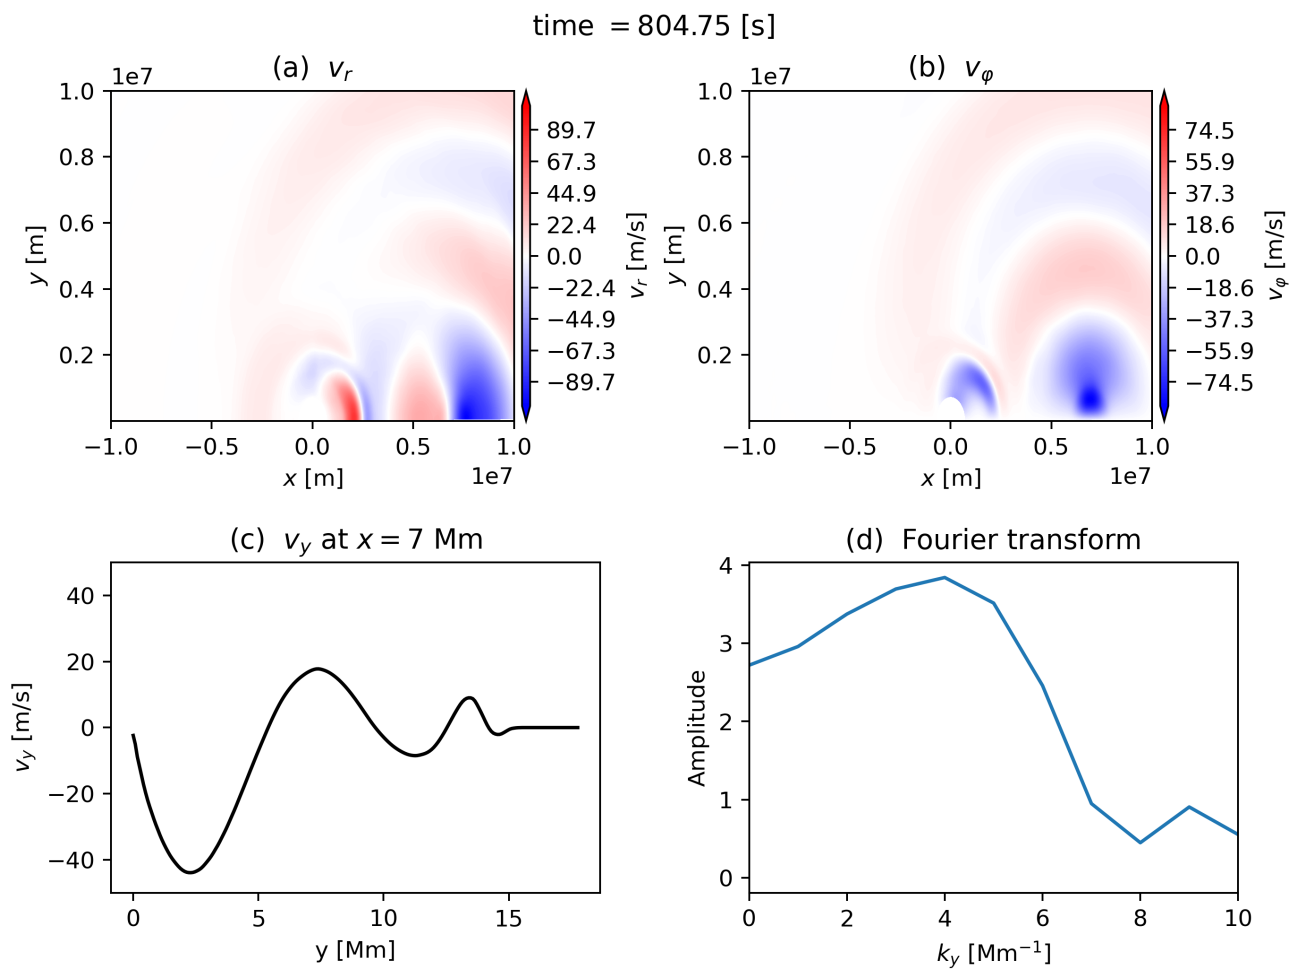 time = 804.75 [s]
(a) v_r
(b) v_φ
1e7
1e7
1.0
0.8
0.6
0.4
0.2
y [m]
−1.0 −0.5 0.0 0.5 1.0
x [m]
1e7
89.7
67.3
44.9
22.4
0.0
−22.4
−44.9
−67.3
−89.7
v_r [m/s]
1.0
0.8
0.6
0.4
0.2
y [m]
−1.0 −0.5 0.0 0.5 1.0
x [m]
1e7
74.5
55.9
37.3
18.6
0.0
−18.6
−37.3
−55.9
−74.5
v_φ [m/s]
(c) v_y at x = 7 Mm
40
20
0
−20
−40
v_y [m/s]
0 5 10 15
y [Mm]
(d) Fourier transform
4
3
2
1
0
Amplitude
0 2 4 6 8 10
k_y [Mm⁻¹]